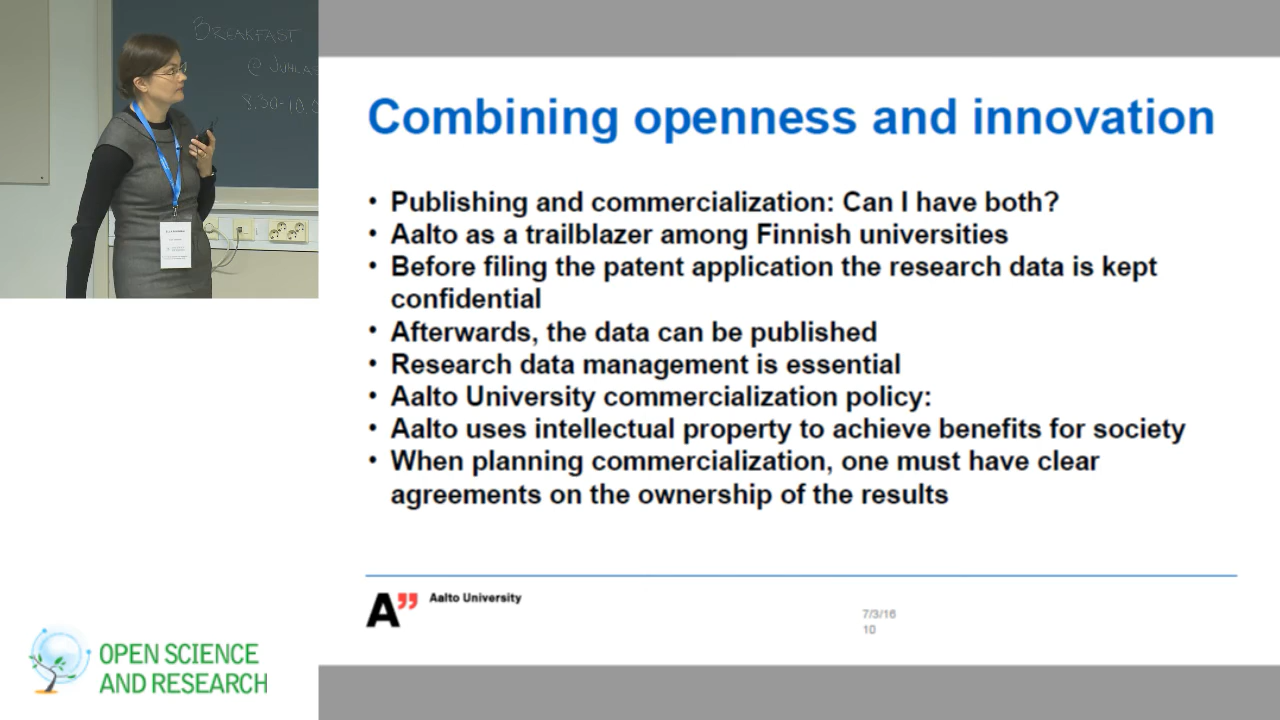 BREAKFAST
@
8.30-10.
Combining openness and innovation
• Publishing and commercialization: Can I have both?
• Aalto as a trailblazer among Finnish universities
• Before filing the patent application the research data is kept
confidential
• Afterwards, the data can be published
• Research data management is essential
• Aalto University commercialization policy:
• Aalto uses intellectual property to achieve benefits for society
• When planning commercialization, one must have clear
agreements on the ownership of the results
A”
Aalto University
7/3/16
10
OPEN SCIENCE
AND RESEARCH